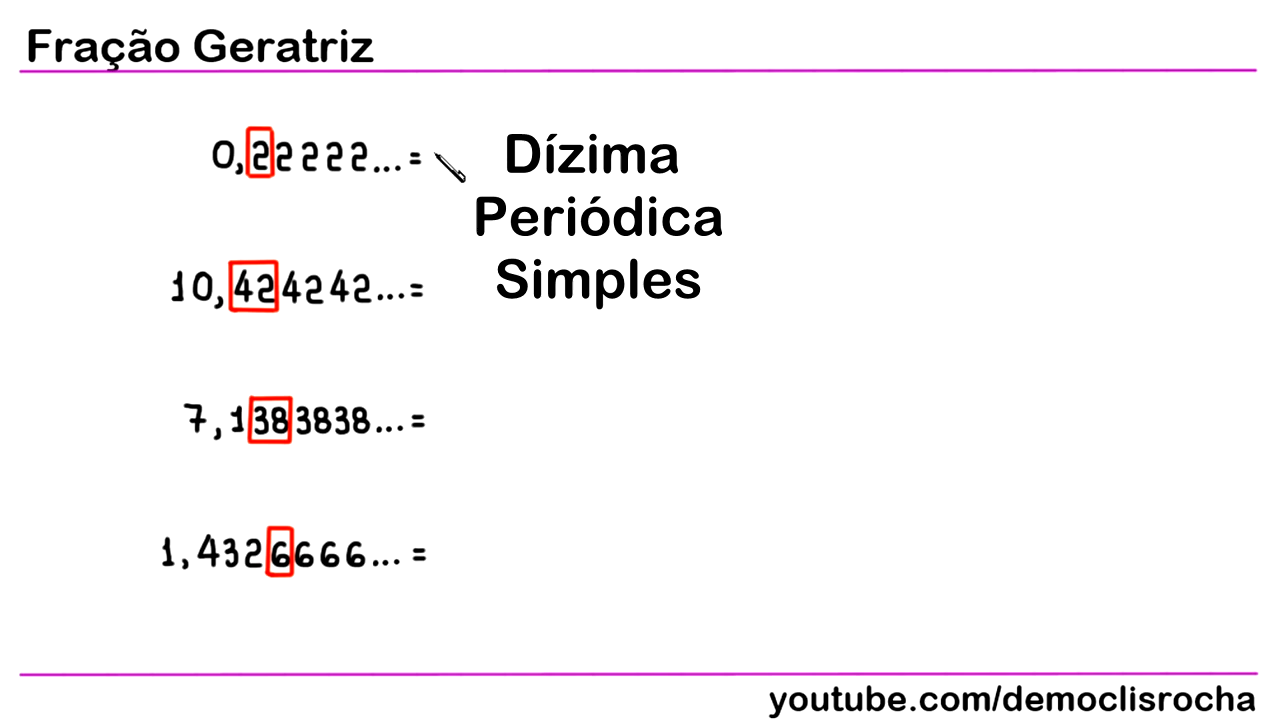 Fração Geratriz
0,22222...=
Dízima
Periódica
Simples
10,424242...=
7,1383838...=
1,4326666...=
youtube.com/democlisrocha